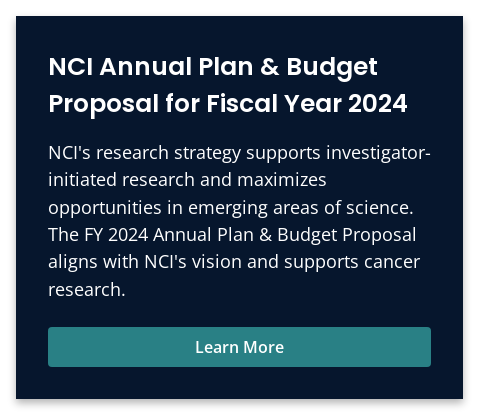 NCI Annual Plan & Budget
Proposal for Fiscal Year 2024
NCI's research strategy supports investigator-
initiated research and maximizes
opportunities in emerging areas of science.
The FY 2024 Annual Plan & Budget Proposal
aligns with NCI's vision and supports cancer
research.
Learn More